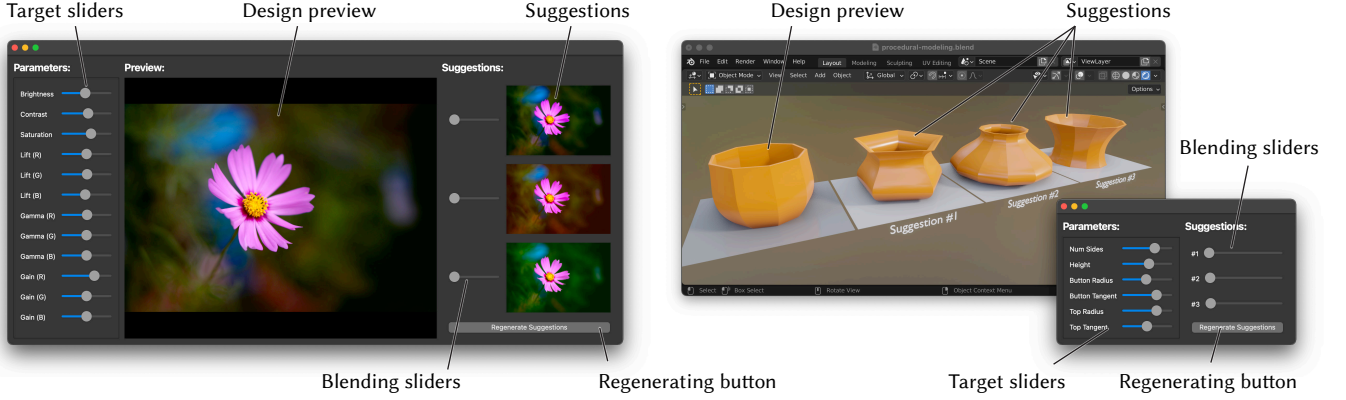 Target sliders
Design preview
Suggestions
Parameters:
Preview:
Suggestions:
Brightness
Contrast
Saturation
Lift (R)
Lift (G)
Lift (B)
Gamma (R)
Gamma (G)
Gamma (B)
Gain (R)
Gain (G)
Gain (B)
Regenerate Suggestions
Blending sliders
Regenerating button
Design preview
Suggestions
procedural-modeling.blend
File Edit Render Window Help Layout Modeling Sculpting UV Editing Scene ViewLayer
Object Mode View Select Add Object Global
Options
Suggestion #1
Suggestion #2
Suggestion #3
Select Box Select Rotate View Object Context Menu
Blending sliders
Parameters:
Suggestions:
Num Sides
Height
Button Radius
Button Tangent
Top Radius
Top Tangent
#1
#2
#3
Regenerate Suggestions
Target sliders
Regenerating button